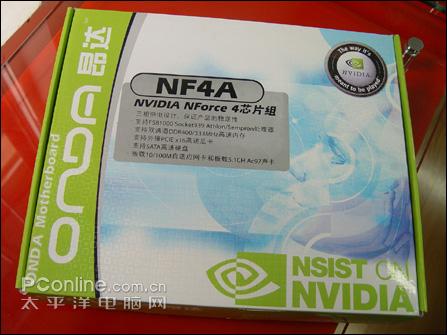 ONDA 昂达
ONDA Motherboard
The way it's
NVIDIA
meant to be played
NF4A
NVIDIA NForce 4芯片组
三相供电设计，保证产品的稳定性
支持FSB1000 Socket939 Athlon/Sempron处理器
支持双通道DDR400/333MHz高速内存
支持外接PCIE x16高速显卡
支持SATA高速硬盘
板载10/100M自适应网卡和板载5.1CH Ac97声卡
NSIST ON
NVIDIA
PConline.com.cn
太平洋电脑网